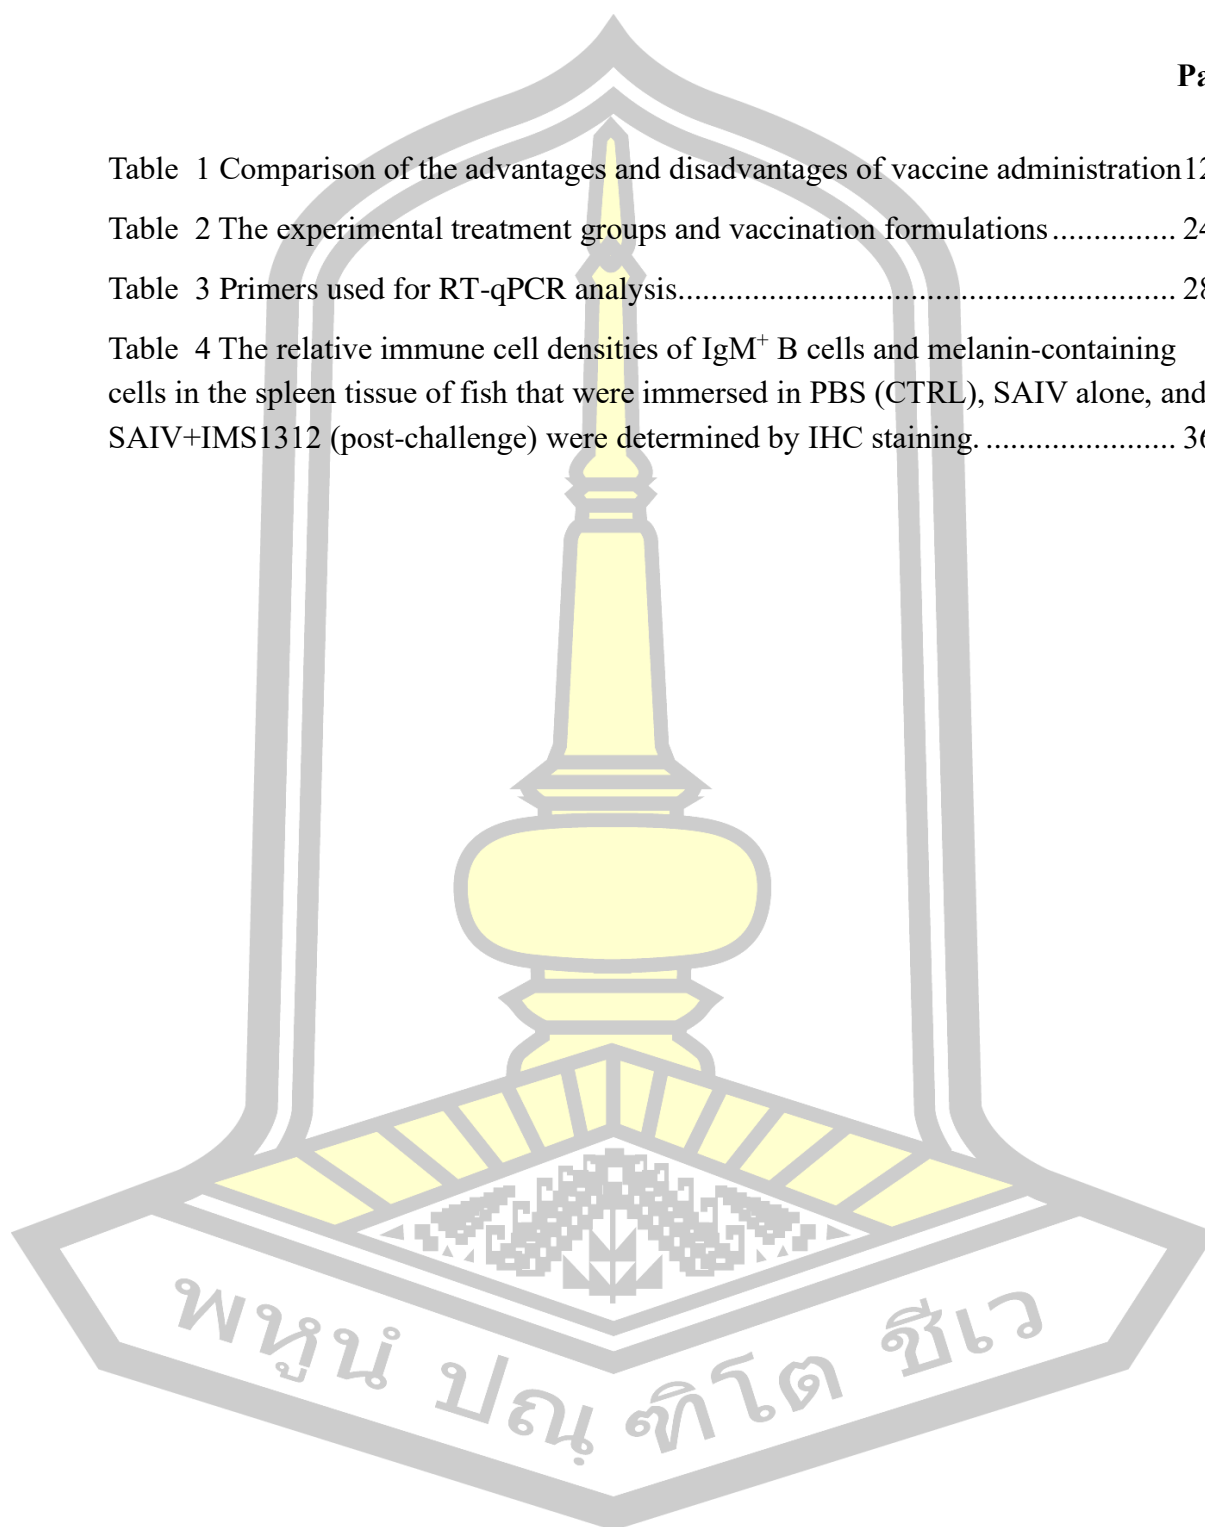 Pa
Table 1 Comparison of the advantages and disadvantages of vaccine administration12
Table 2 The experimental treatment groups and vaccination formulations............... 24
Table 3 Primers used for RT-qPCR analysis............................................................ 28
Table 4 The relative immune cell densities of IgM⁺ B cells and melanin-containing
cells in the spleen tissue of fish that were immersed in PBS (CTRL), SAIV alone, and
SAIV+IMS1312 (post-challenge) were determined by IHC staining. ....................... 36
พหูนํ ปณฺฑิโต ชีเว